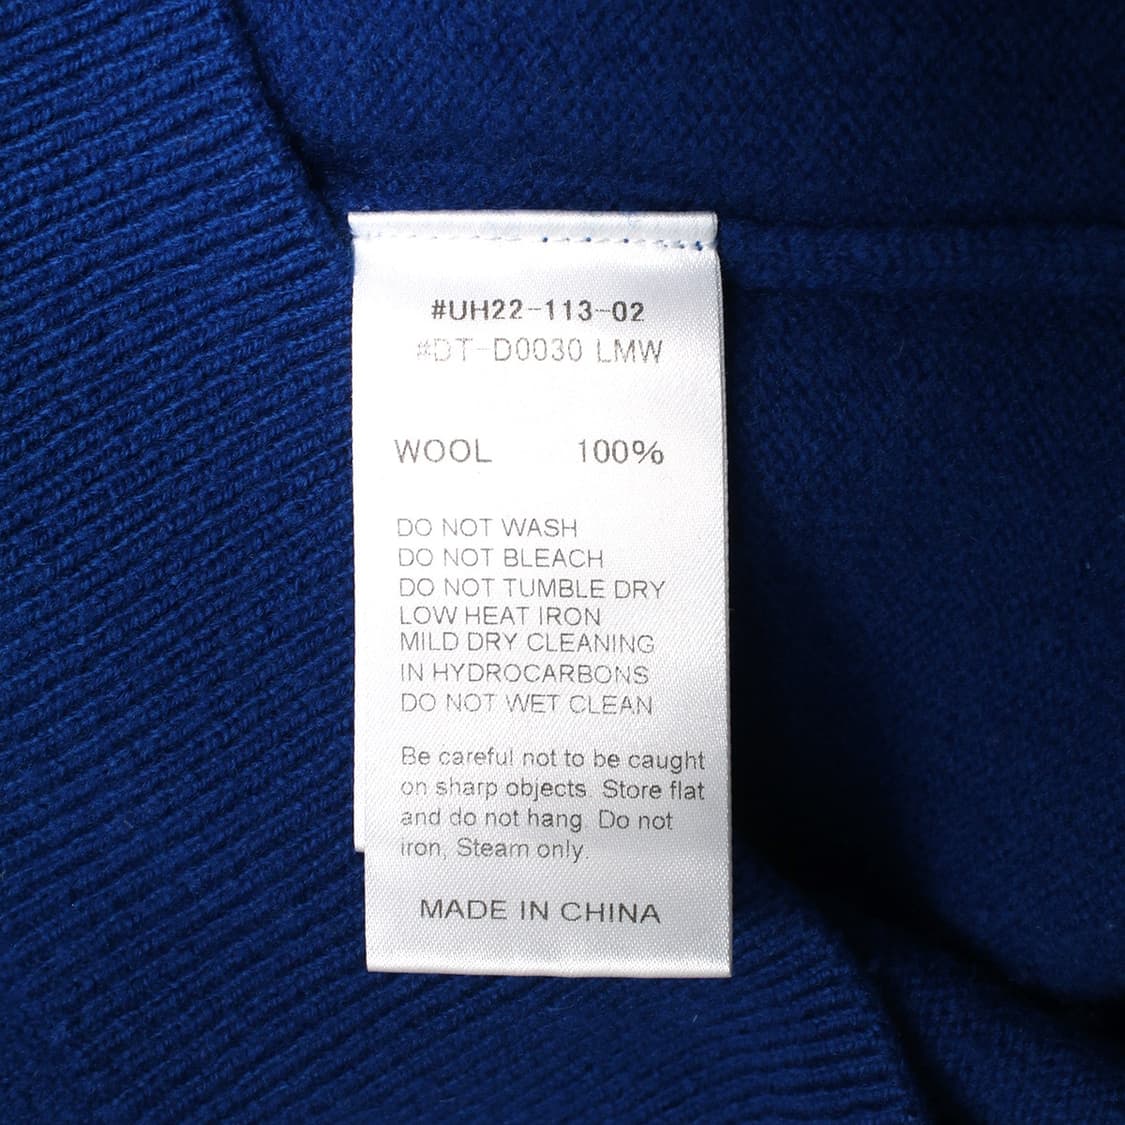 #UH22-113-02
#DT-D0030 LMW
WOOL 100%
DO NOT WASH
DO NOT BLEACH
DO NOT TUMBLE DRY
LOW HEAT IRON
MILD DRY CLEANING
IN HYDROCARBONS
DO NOT WET CLEAN
Be careful not to be caught
on sharp objects. Store flat
and do not hang. Do not
iron, Steam only.
MADE IN CHINA